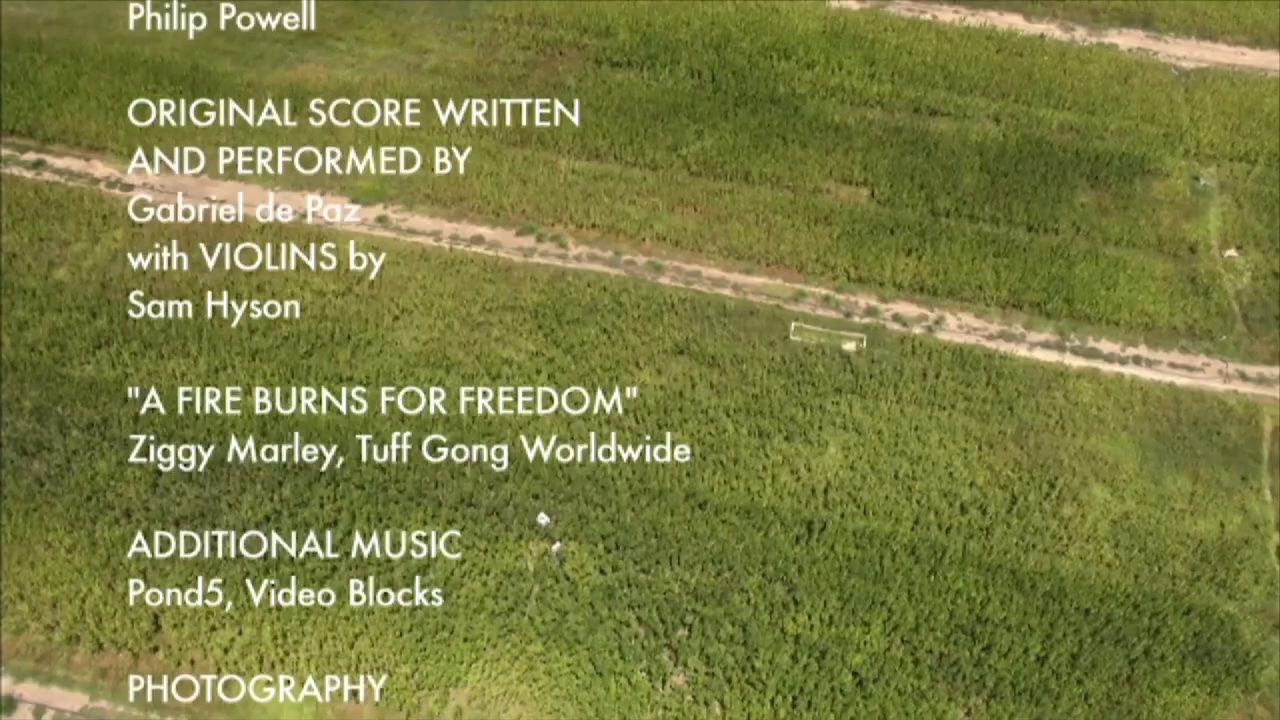 Philip Powell
ORIGINAL SCORE WRITTEN
AND PERFORMED BY
Gabriel de Paz
with VIOLINS by
Sam Hyson
"A FIRE BURNS FOR FREEDOM"
Ziggy Marley, Tuff Gong Worldwide
ADDITIONAL MUSIC
Pond5, Video Blocks
PHOTOGRAPHY